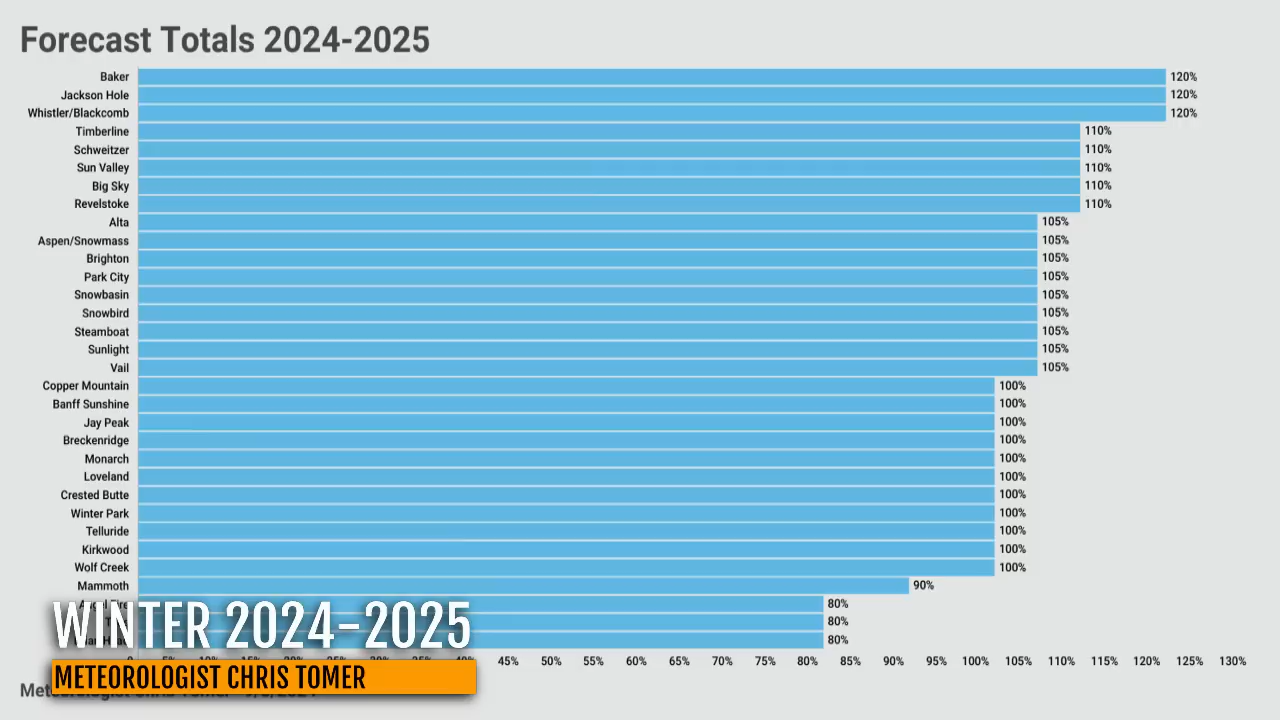 Forecast Totals 2024-2025
Baker 120%
Jackson Hole 120%
Whistler/Blackcomb 120%
Timberline 110%
Schweitzer 110%
Sun Valley 110%
Big Sky 110%
Revelstoke 110%
Alta 105%
Aspen/Snowmass 105%
Brighton 105%
Park City 105%
Snowbasin 105%
Snowbird 105%
Steamboat 105%
Sunlight 105%
Vail 105%
Copper Mountain 100%
Banff Sunshine 100%
Jay Peak 100%
Breckenridge 100%
Monarch 100%
Loveland 100%
Crested Butte 100%
Winter Park 100%
Telluride 100%
Kirkwood 100%
Wolf Creek 100%
Mammoth 90%
80%
80%
80%
45% 50% 55% 60% 65% 70% 75% 80% 85% 90% 95% 100% 105% 110% 115% 120% 125% 130%
WINTER 2024-2025
METEOROLOGIST CHRIS TOMER